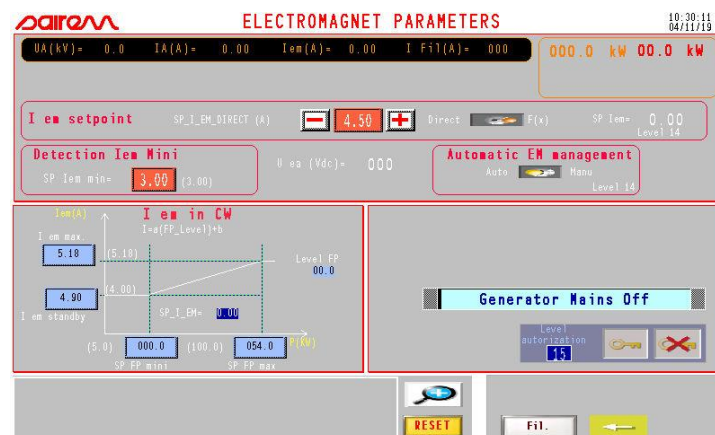 sairem
ELECTROMAGNET PARAMETERS
10:30:11
04/11/19
UA(kV)= 0.0 IA(A)= 0.00 Iem(A)= 0.00 I Fil(A)= 000
000.0 kW 00.0 kW
I em setpoint SP_I_EM_DIRECT (A) 4.50 Direct F(x) SP Iem= 0.00
Level 14
Detection Iem Mini
SP Iem min= 3.00 (3.00)
U ea (Vdc)= 000
Automatic EM management
Auto Manu
Level 14
Iem(A)
I em in CW
I=a(FP_Level)+b
I em max.
5.18 (5.18)
Level FP
00.0
4.90 (4.00)
I em standby
SP_I_EM= 0.00
(5.0) 000.0 (100.0) 054.0 P(KW)
SP FP mini SP FP max
Generator Mains Off
Level
autorization
15
RESET
Fil.